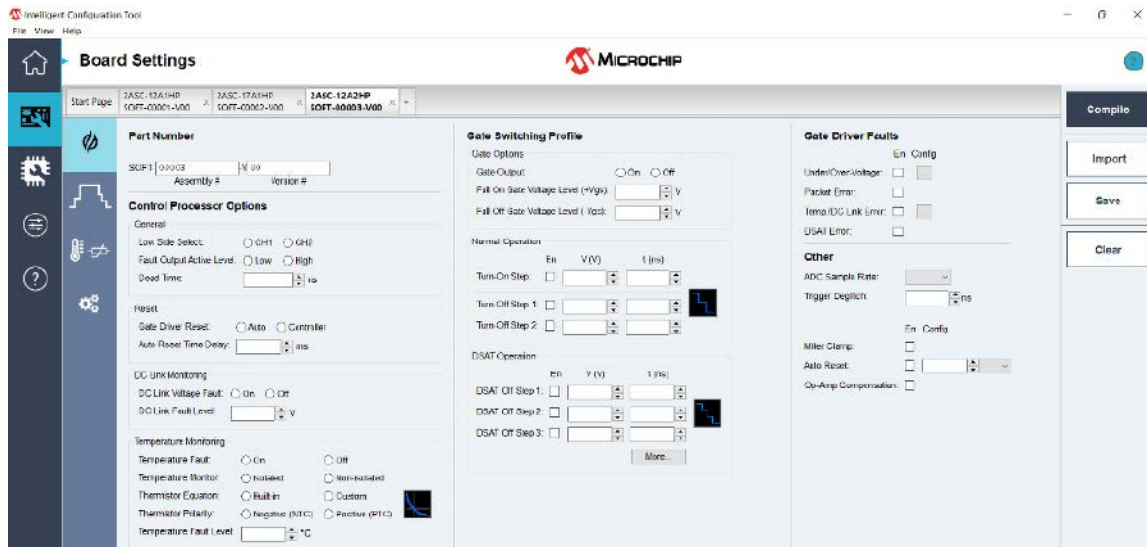 Intelligent Configuration Tool
File View Help
Board Settings
MICROCHIP
?
Start Page
2ASC-12A1HP
SOFT-00001-V00
2ASC-17A1HP
SOFT-00002-V00
2ASC-12A2HP
SOFT-00003-V00
Compile
Import
Save
Clear
Part Number
SOFT 00003 00
Assembly # Version #
Control Processor Options
General
Low Side Select: CH1 CH2
Fault Output Active Level: Low High
Dead Time: ns
Reset
Gate Driver Reset: Auto Controller
Auto Reset Time Delay: ms
DC Link Monitoring
DC Link Voltage Fault: On Off
DC Link Fault Level: V
Temperature Monitoring
Temperature Fault: On Off
Temperature Monitor Isolated Non-Isolated
Thermistor Equation: Built-in Custom
Thermistor Polarity: Negative (NTC) Positive (PTC)
Temperature Fault Level: °C
Gate Switching Profile
Gate Options
Gate Output On Off
Full On Gate Voltage Level (+Vgs): V
Full Off Gate Voltage Level (-Vgs): V
Normal Operation
En V (V) t (ns)
Turn-On Step:
Turn-Off Step 1:
Turn-Off Step 2:
DSAT Operation
En V (V) t (ns)
DSAT Off Step 1:
DSAT Off Step 2:
DSAT Off Step 3:
More...
Gate Driver Faults
En Config
Under/Over-Voltage: ...
Packet Error:
Temp./DC Link Error:
DSAT Error:
Other
ADC Sample Rate:
Trigger Deglitch: ns
En Config
Miller Clamp:
Auto Reset:
Op-Amp Compensation: